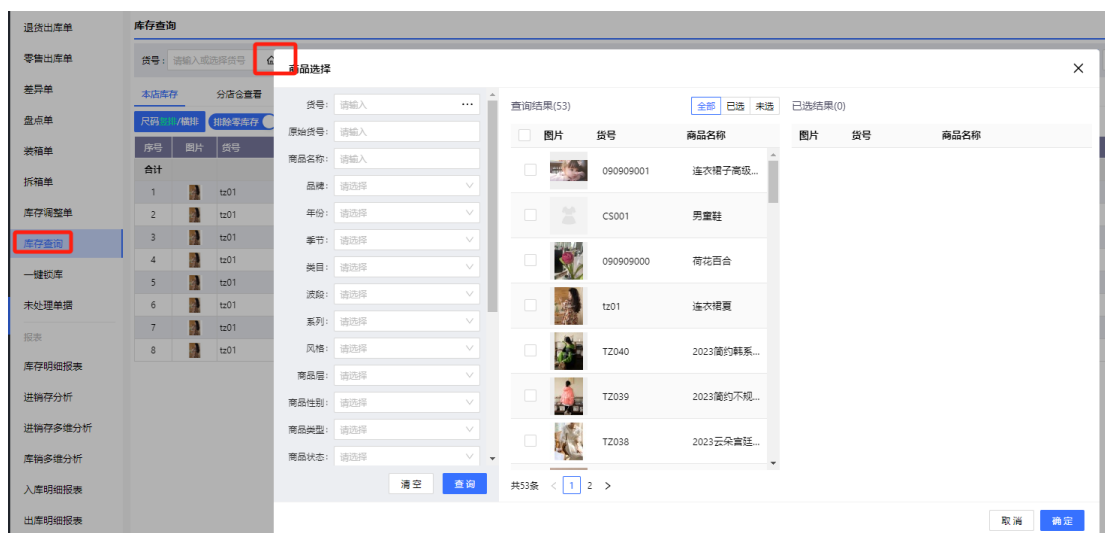 退货出库单
零售出库单
差异单
盘点单
装箱单
拆箱单
库存调整单
库存查询
一键锁库
未处理单据
报表
库存明细报表
进销存分析
进销存多维分析
库销多维分析
入库明细报表
出库明细报表
库存查询
货号： 请输入或选择货号
本店库存 分店仓查看
尺码竖排/横排 排除零库存
序号 图片 货号
合计
1 tz01
2 tz01
3 tz01
4 tz01
5 tz01
6 tz01
7 tz01
8 tz01
商品选择
货号： 请输入 ···
原始货号： 请输入
商品名称： 请输入
品牌： 请选择
年份： 请选择
季节： 请选择
类目： 请选择
波段： 请选择
系列： 请选择
风格： 请选择
商品层： 请选择
商品性别： 请选择
商品类型： 请选择
商品状态： 请选择
清空 查询
查询结果(53) 全部 已选 未选
图片 货号 商品名称
090909001 连衣裙子高级...
CS001 男童鞋
090909000 荷花百合
tz01 连衣裙夏
TZ040 2023简约韩系...
TZ039 2023简约不规...
TZ038 2023云朵宫廷...
共53条 < 1 2 >
已选结果(0)
图片 货号 商品名称
取消 确定